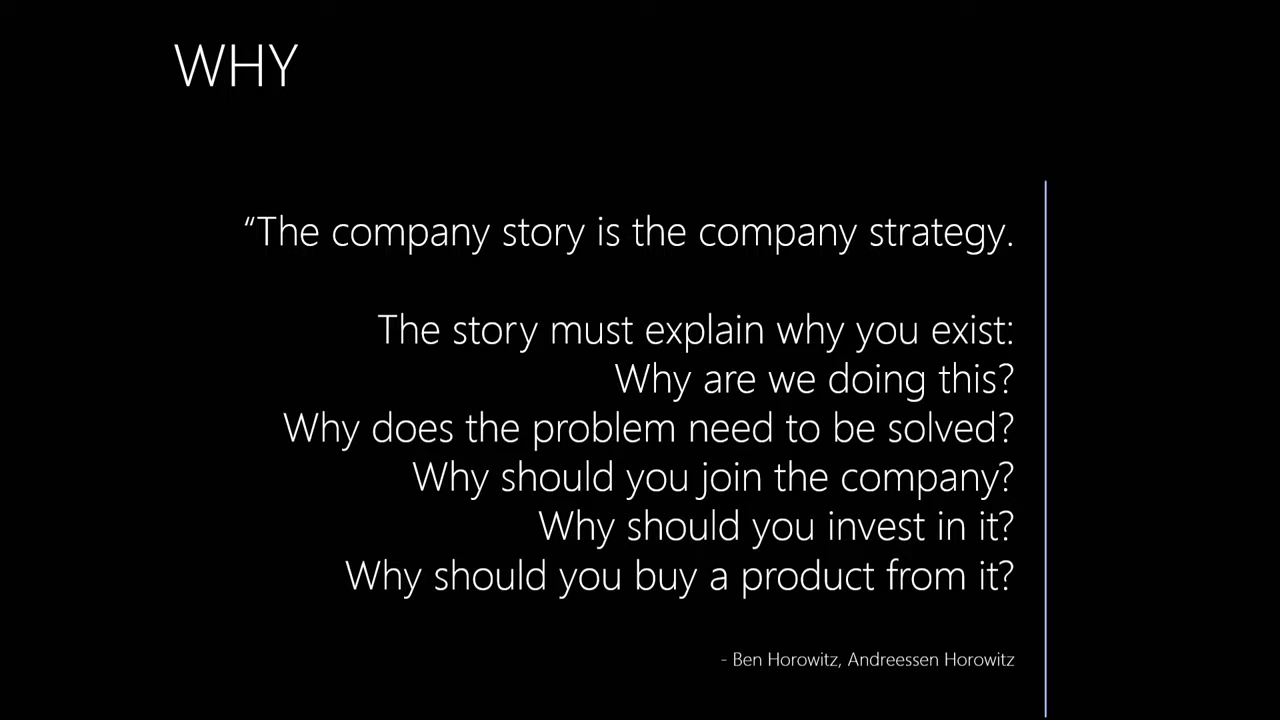 WHY
“The company story is the company strategy.
The story must explain why you exist:
Why are we doing this?
Why does the problem need to be solved?
Why should you join the company?
Why should you invest in it?
Why should you buy a product from it?
- Ben Horowitz, Andreessen Horowitz